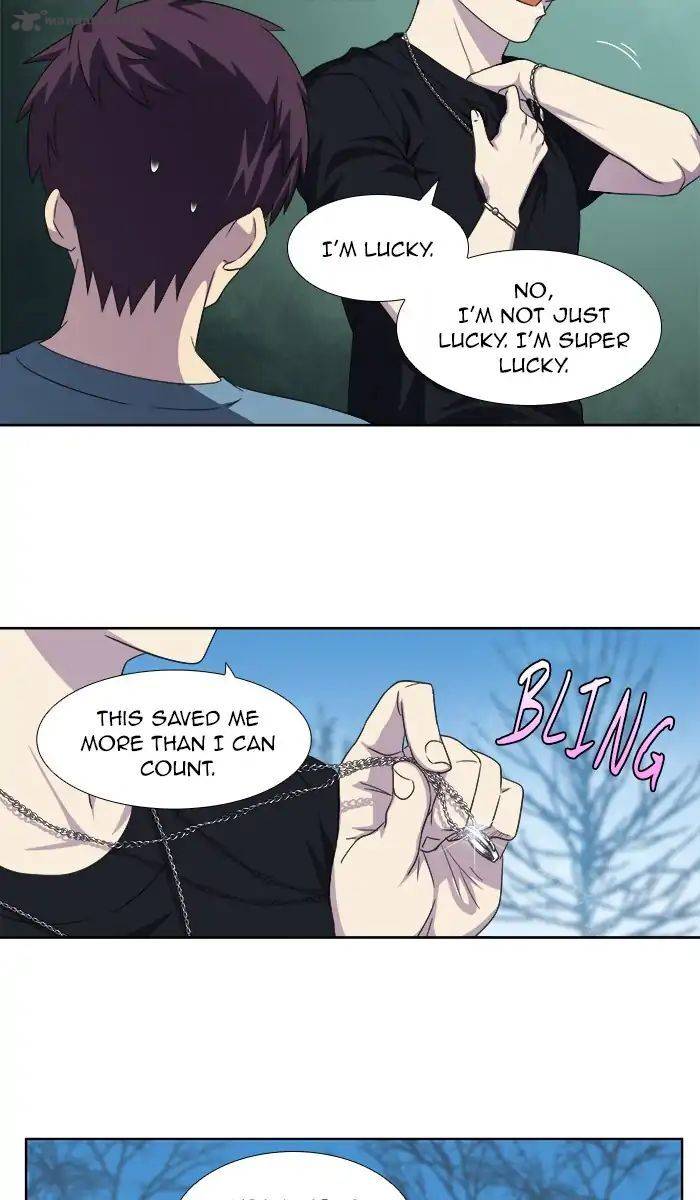 I'M LUCKY.
NO,
I'M NOT JUST
LUCKY. I'M SUPER
LUCKY.
THIS SAVED ME
MORE THAN I CAN
COUNT.
BLING